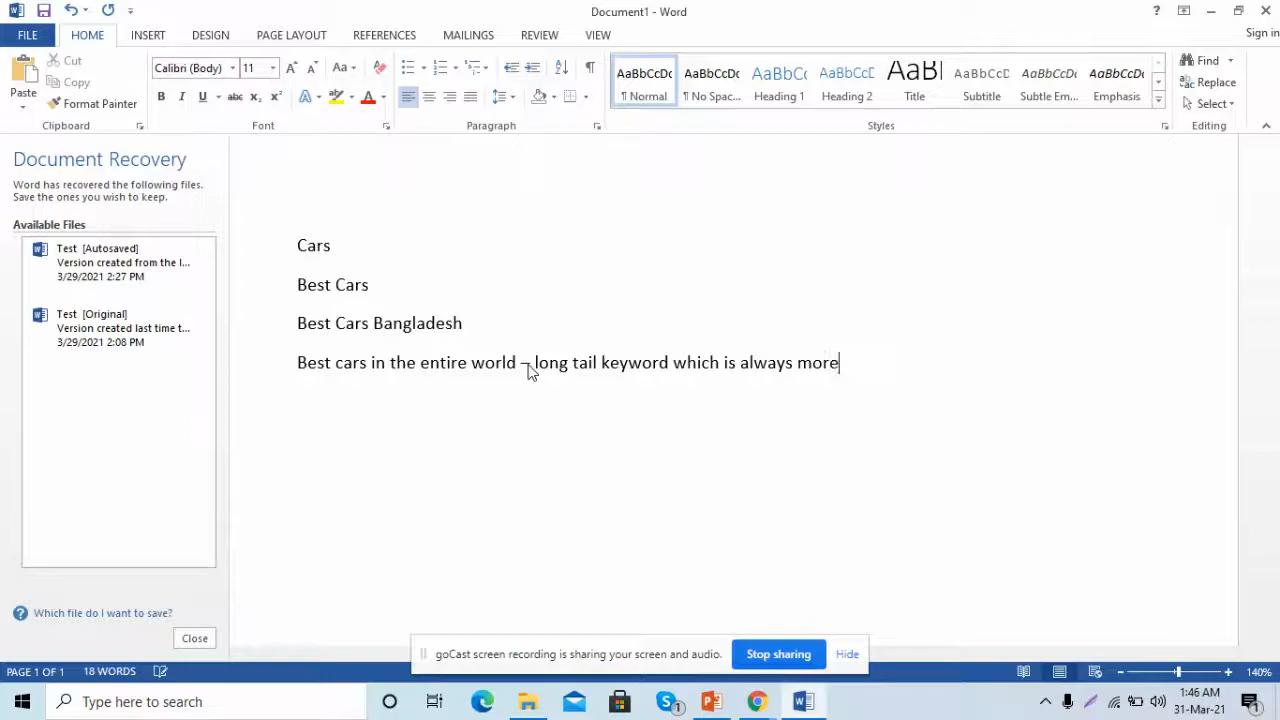 Document1 - Word
Sign in
FILE
HOME
INSERT
DESIGN
PAGE LAYOUT
REFERENCES
MAILINGS
REVIEW
VIEW
Paste
Cut
Copy
Format Painter
Clipboard
Calibri (Body)
11
Font
Paragraph
AaBbCcDc AaBbCcDc AaBbCc AaBbCcD AaBb AaBbCcD AaBbCcDc AaBbCcDc
¶ Normal ¶ No Spac... Heading 1 Heading 2 Title Subtitle Subtle Em... Emphasis
Styles
Find
Replace
Select
Editing
Document Recovery
Word has recovered the following files.
Save the ones you wish to keep.
Available Files
Test [Autosaved]
Version created from the l...
3/29/2021 2:27 PM
Test [Original]
Version created last time t...
3/29/2021 2:08 PM
Which file do I want to save?
Close
Cars
Best Cars
Best Cars Bangladesh
Best cars in the entire world – long tail keyword which is always more
goCast screen recording is sharing your screen and audio.
Stop sharing
Hide
PAGE 1 OF 1
18 WORDS
140%
Type here to search
1:46 AM
31-Mar-21